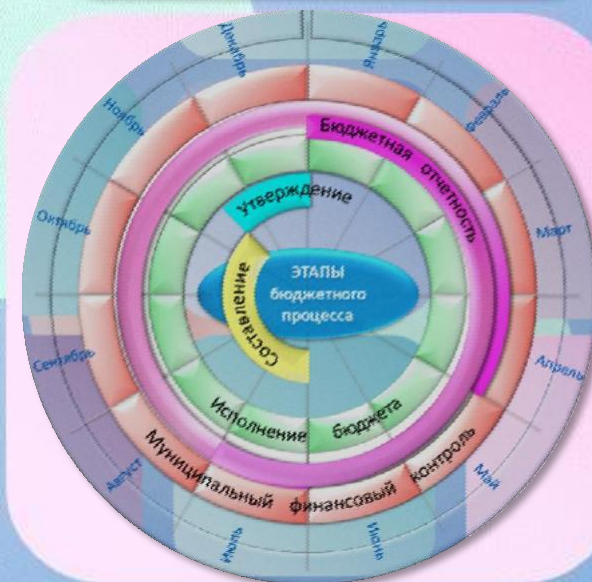 Январь
Февраль
Март
Апрель
Май
Июнь
Июль
Август
Сентябрь
Октябрь
Ноябрь
Декабрь
Бюджетная отчетность
Утверждение
Составление
ЭТАПЫ
бюджетного
процесса
Исполнение бюджета
Муниципальный финансовый контроль